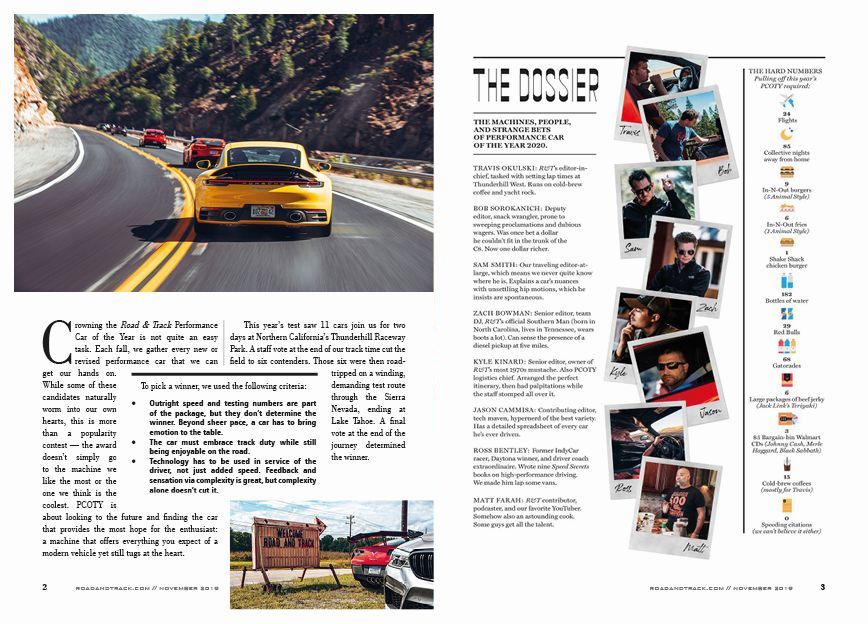 Crowning the Road & Track Performance
Car of the Year is not quite an easy
task. Each fall, we gather every new or
revised performance car that we can
get our hands on.
While some of these
candidates naturally
worm into our own
hearts, this is more
than a popularity
contest — the award
doesn't simply go
to the machine we
like the most or the
one we think is the
coolest. PCOTY is
about looking to the future and finding the car
that provides the most hope for the enthusiast:
a machine that offers everything you expect of a
modern vehicle yet still tugs at the heart.
To pick a winner, we used the following criteria:
• Outright speed and testing numbers are part
of the package, but they don't determine the
winner. Beyond sheer pace, a car has to bring
emotion to the table.
• The car must embrace track duty while still
being enjoyable on the road.
• Technology has to be used in service of the
driver, not just added speed. Feedback and
sensation via complexity is great, but complexity
alone doesn't cut it.
This year's test saw 11 cars join us for two
days at Northern California's Thunderhill Raceway
Park. A staff vote at the end of our track time cut the
field to six contenders. Those six were then road-
tripped on a winding,
demanding test route
through the Sierra
Nevada, ending at
Lake Tahoe. A final
vote at the end of the
journey determined
the winner.
WELCOME
ROAD AND TRACK
2
ROADANDTRACK.COM // NOVEMBER 2019
THE DOSSIER
THE MACHINES, PEOPLE,
AND STRANGE BETS
OF PERFORMANCE CAR
OF THE YEAR 2020.
TRAVIS OKULSKI: R&T's editor-in-
chief, tasked with setting lap times at
Thunderhill West. Runs on cold-brew
coffee and yacht rock.
BOB SOROKANICH: Deputy
editor, snack wrangler, prone to
sweeping proclamations and dubious
wagers. Was once bet a dollar
he couldn't fit in the trunk of the
C8. Now one dollar richer.
SAM SMITH: Our traveling editor-at-
large, which means we never quite know
where he is. Explains a car's nuances
with unsettling hip motions, which he
insists are spontaneous.
ZACH BOWMAN: Senior editor, team
DJ, R&T's official Southern Man (born in
North Carolina, lives in Tennessee, wears
boots a lot). Can sense the presence of a
diesel pickup at five miles.
KYLE KINARD: Senior editor, owner of
R&T's most 1970s mustache. Also PCOTY
logistics chief. Arranged the perfect
itinerary, then had palpitations while
the staff stomped all over it.
JASON CAMMISA: Contributing editor,
tech maven, hypernerd of the best variety.
Has a detailed spreadsheet of every car
he's ever driven.
ROSS BENTLEY: Former IndyCar
racer, Daytona winner, and driver coach
extraordinaire. Wrote nine Speed Secrets
books on high-performance driving.
We made him lap some vans.
MATT FARAH: R&T contributor,
podcaster, and our favorite YouTuber.
Somehow also an astounding cook.
Some guys get all the talent.
Travis
Bob
Sam
Zach
Kyle
Jason
Ross
Matt
THE HARD NUMBERS
Pulling off this year's
PCOTY required:
24
Flights
85
Collective nights
away from home
9
In-N-Out burgers
(5 Animal Style)
6
In-N-Out fries
(1 Animal Style)
1
Shake Shack
chicken burger
182
Bottles of water
29
Red Bulls
68
Gatorades
6
Large packages of beef jerky
(Jack Link's Teriyaki)
3
$5 Bargain-bin Walmart
CDs (Johnny Cash, Merle
Haggard, Black Sabbath)
15
Cold-brew coffees
(mostly for Travis)
0
Speeding citations
(we can't believe it either)
ROADANDTRACK.COM // NOVEMBER 2019
3